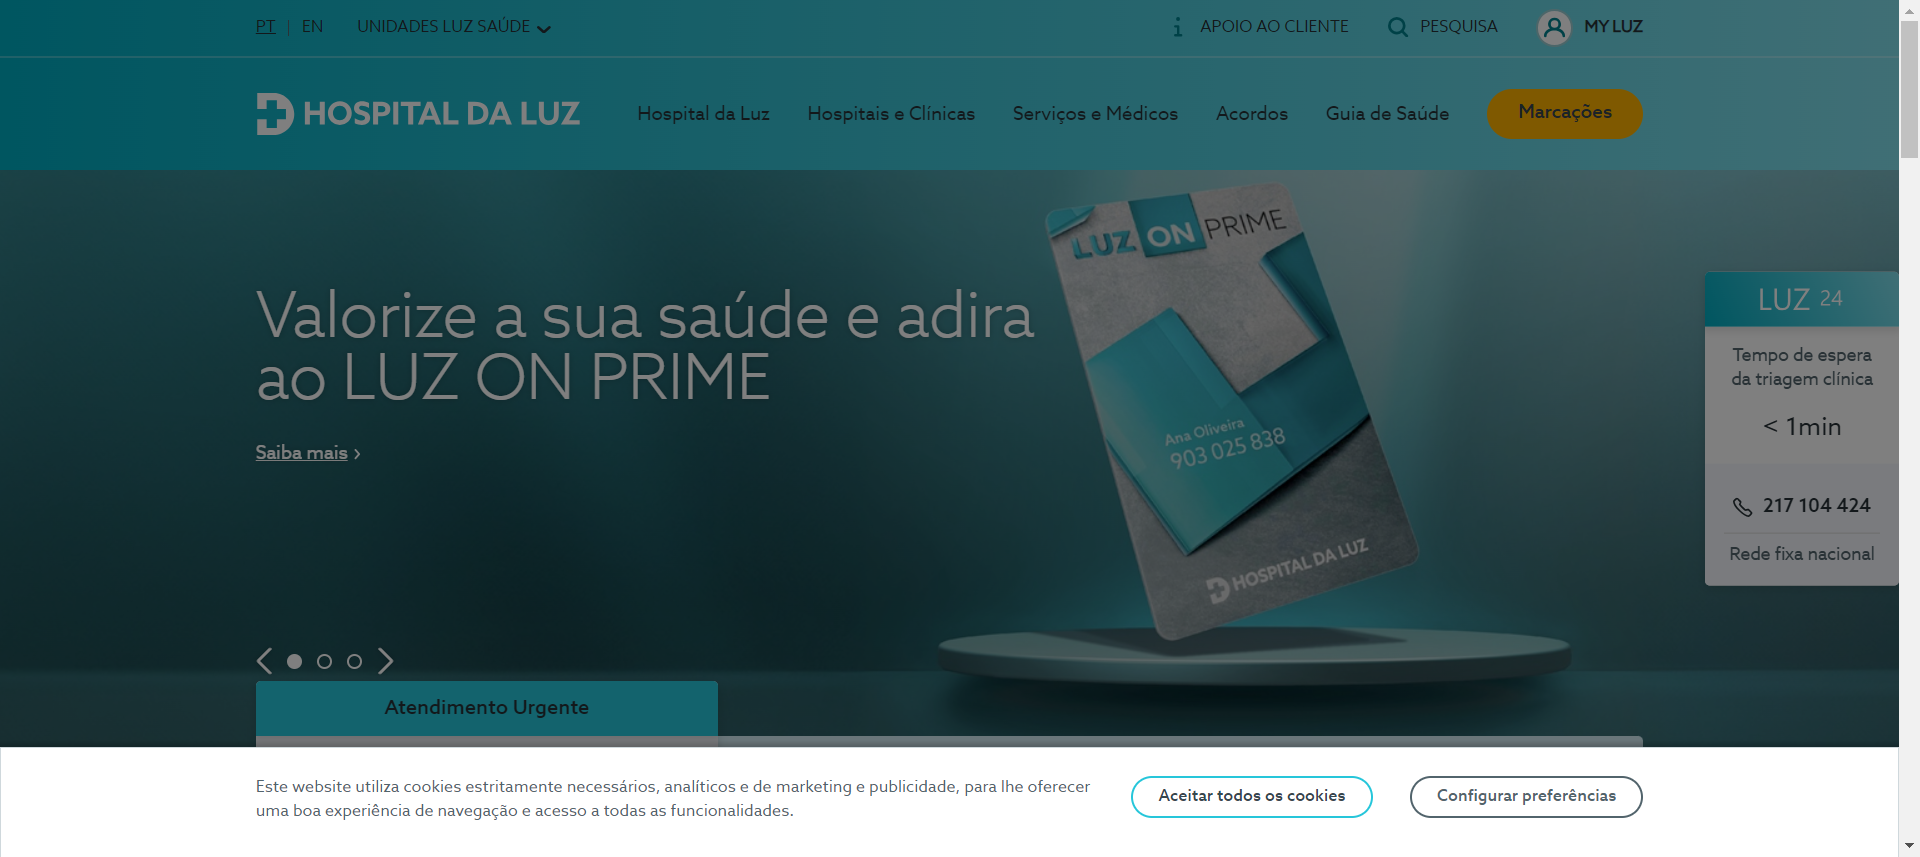 PT | EN UNIDADES LUZ SAÚDE
APOIO AO CLIENTE PESQUISA MY LUZ
HOSPITAL DA LUZ
Hospital da Luz Hospitais e Clínicas Serviços e Médicos Acordos Guia de Saúde Marcações
Valorize a sua saúde e adira
ao LUZ ON PRIME
Saiba mais
LUZ ON PRIME
Ana Oliveira
903 025 838
HOSPITAL DA LUZ
LUZ 24
Tempo de espera
da triagem clínica
< 1min
217 104 424
Rede fixa nacional
Atendimento Urgente
Este website utiliza cookies estritamente necessários, analíticos e de marketing e publicidade, para lhe oferecer
uma boa experiência de navegação e acesso a todas as funcionalidades.
Aceitar todos os cookies
Configurar preferências